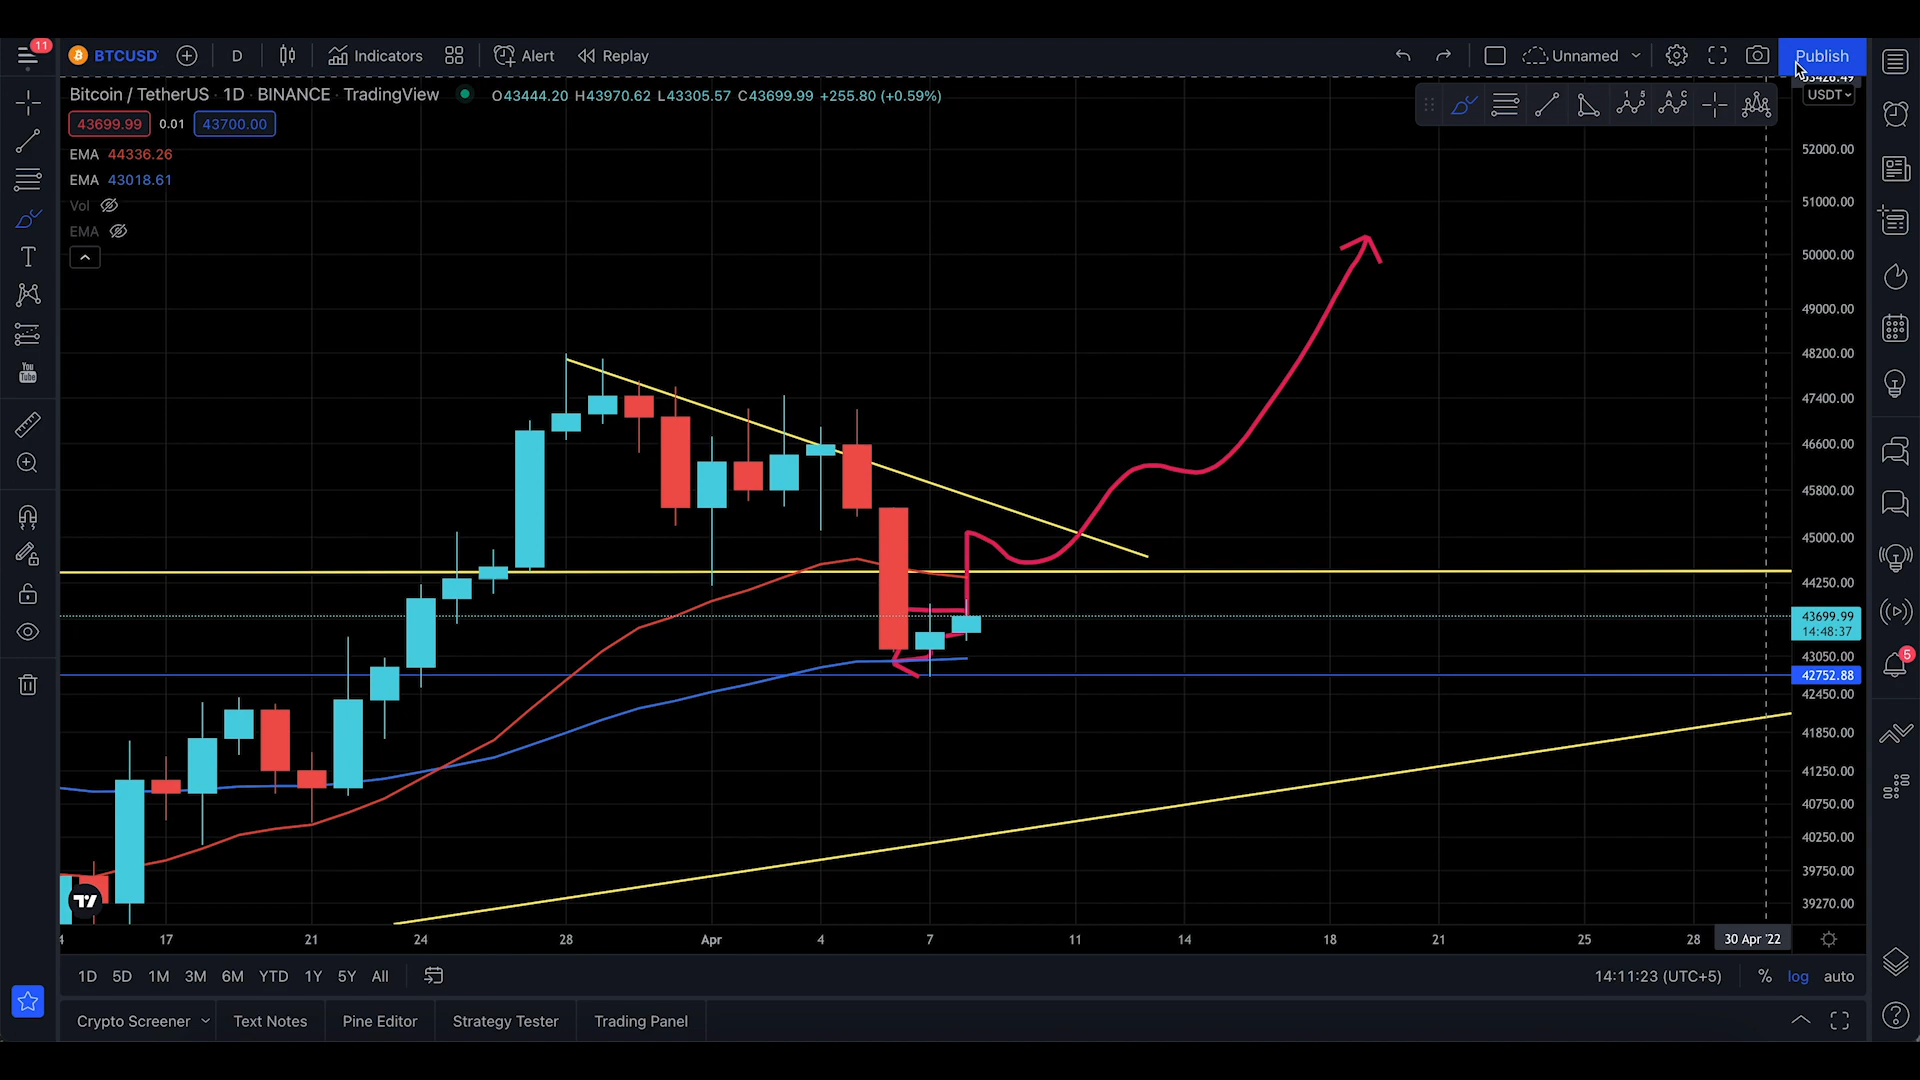 11
BTCUSD
D
Indicators
Alert
Replay
Unnamed
Publish
Bitcoin / TetherUS · 1D · BINANCE · TradingView
O43444.20 H43970.62 L43305.57 C43699.99 +255.80 (+0.59%)
USDT
43699.99 0.01 43700.00
EMA 44336.26
EMA 43018.61
Vol
EMA
You
Tube
1 5
A C
52000.00
51000.00
50000.00
49000.00
48200.00
47400.00
46600.00
45800.00
45000.00
44250.00
43699.99
14:48:37
43050.00
42752.88
42450.00
41850.00
41250.00
40750.00
40250.00
39750.00
39270.00
5
17 21 24 28 Apr 4 7 11 14 18 21 25 28 30 Apr '22
1D 5D 1M 3M 6M YTD 1Y 5Y All
14:11:23 (UTC+5) % log auto
Crypto Screener
Text Notes
Pine Editor
Strategy Tester
Trading Panel